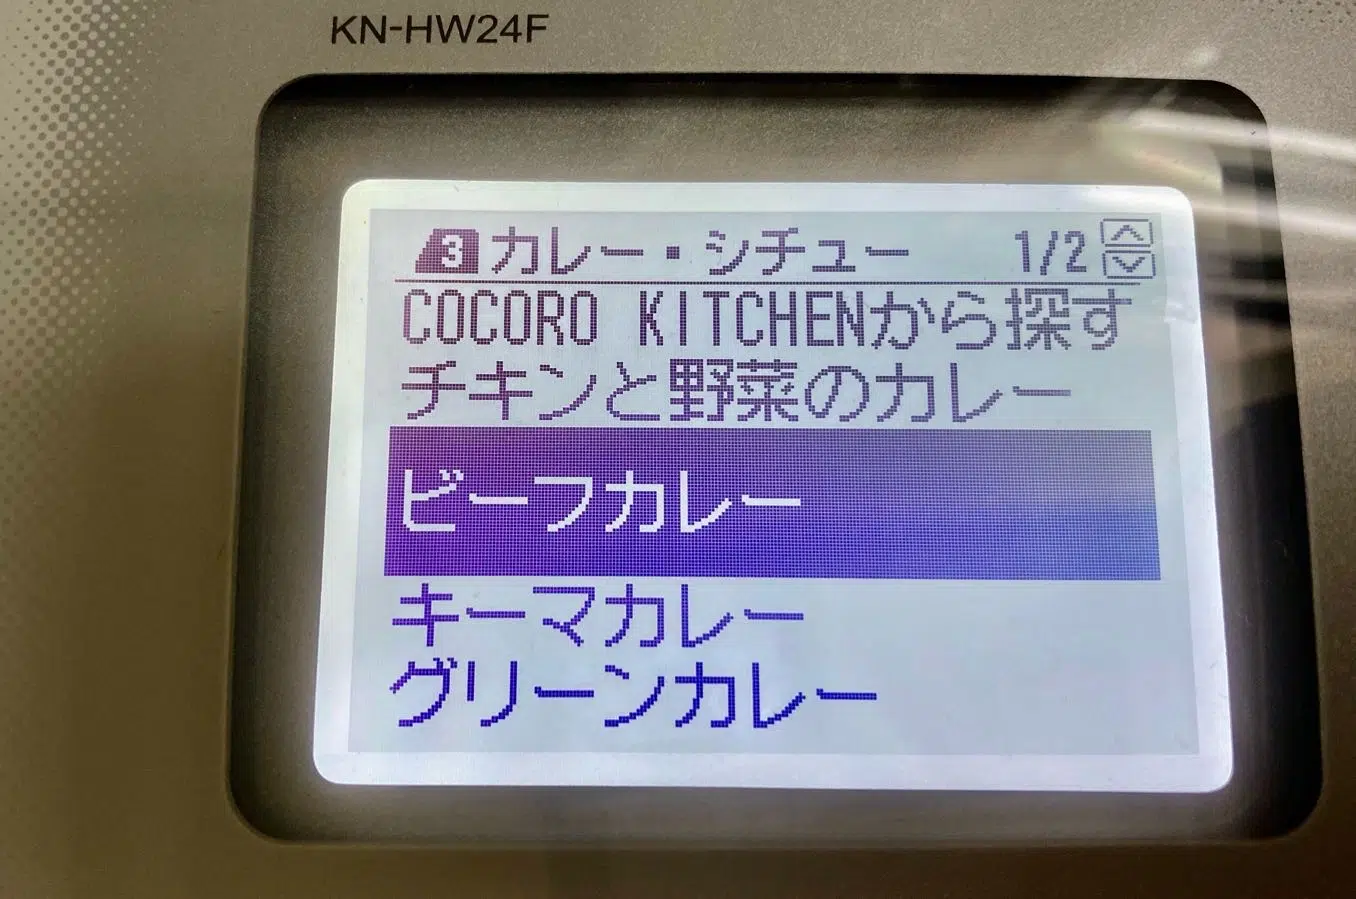 KN-HW24F
3 カレー・シチュー 1/2
COCORO KITCHENから探す
チキンと野菜のカレー
ビーフカレー
キーマカレー
グリーンカレー